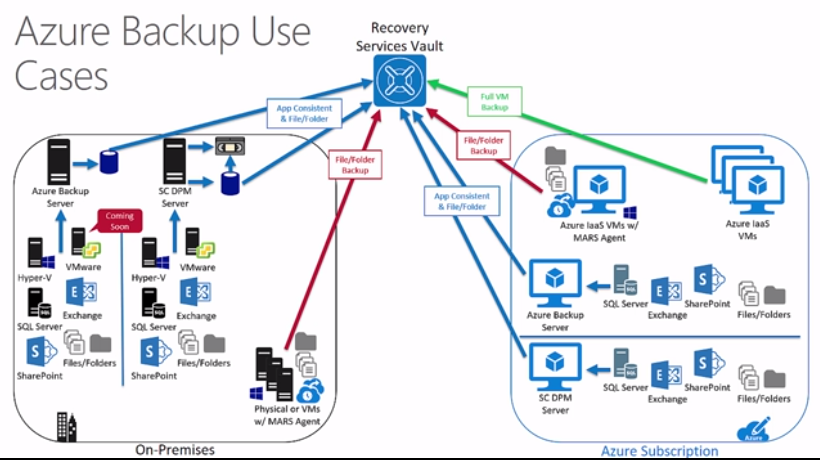 Azure Backup Use
Cases
Recovery
Services Vault
App Consistent
& File/Folder
Full VM
Backup
File/Folder
Backup
File/Folder
Backup
App Consistent
& File/Folder
Azure Backup
Server
SC DPM
Server
Coming
Soon
Hyper-V
VMware
Hyper-V
VMware
SQL Server
Exchange
SQL Server
Exchange
SharePoint
Files/Folders
SharePoint
Files/Folders
Physical or VMs
w/ MARS Agent
On-Premises
Azure IaaS VMs w/
MARS Agent
Azure IaaS
VMs
Azure Backup
Server
SQL Server
Exchange
SharePoint
Files/Folders
SC DPM
Server
SQL Server
Exchange
SharePoint
Files/Folders
Azure
Azure Subscription